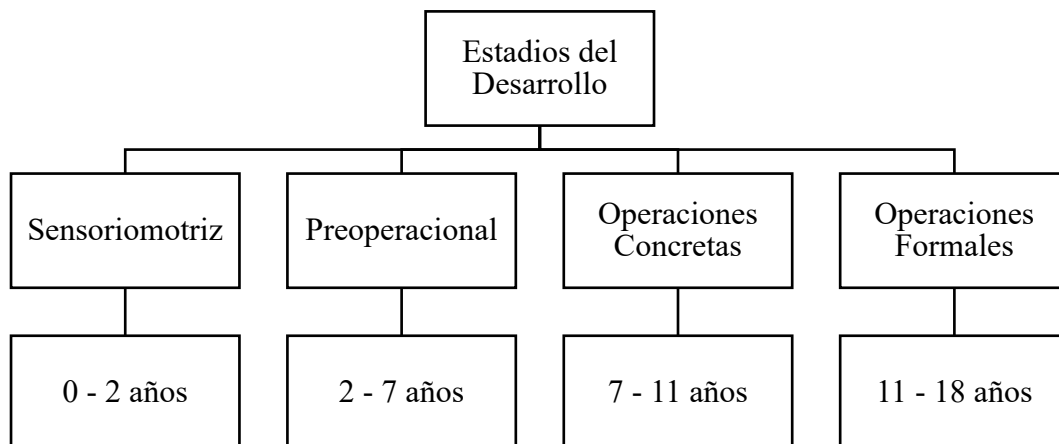 Estadios del
Desarrollo
Sensoriomotriz
Preoperacional
Operaciones
Concretas
Operaciones
Formales
0 - 2 años
2 - 7 años
7 - 11 años
11 - 18 años